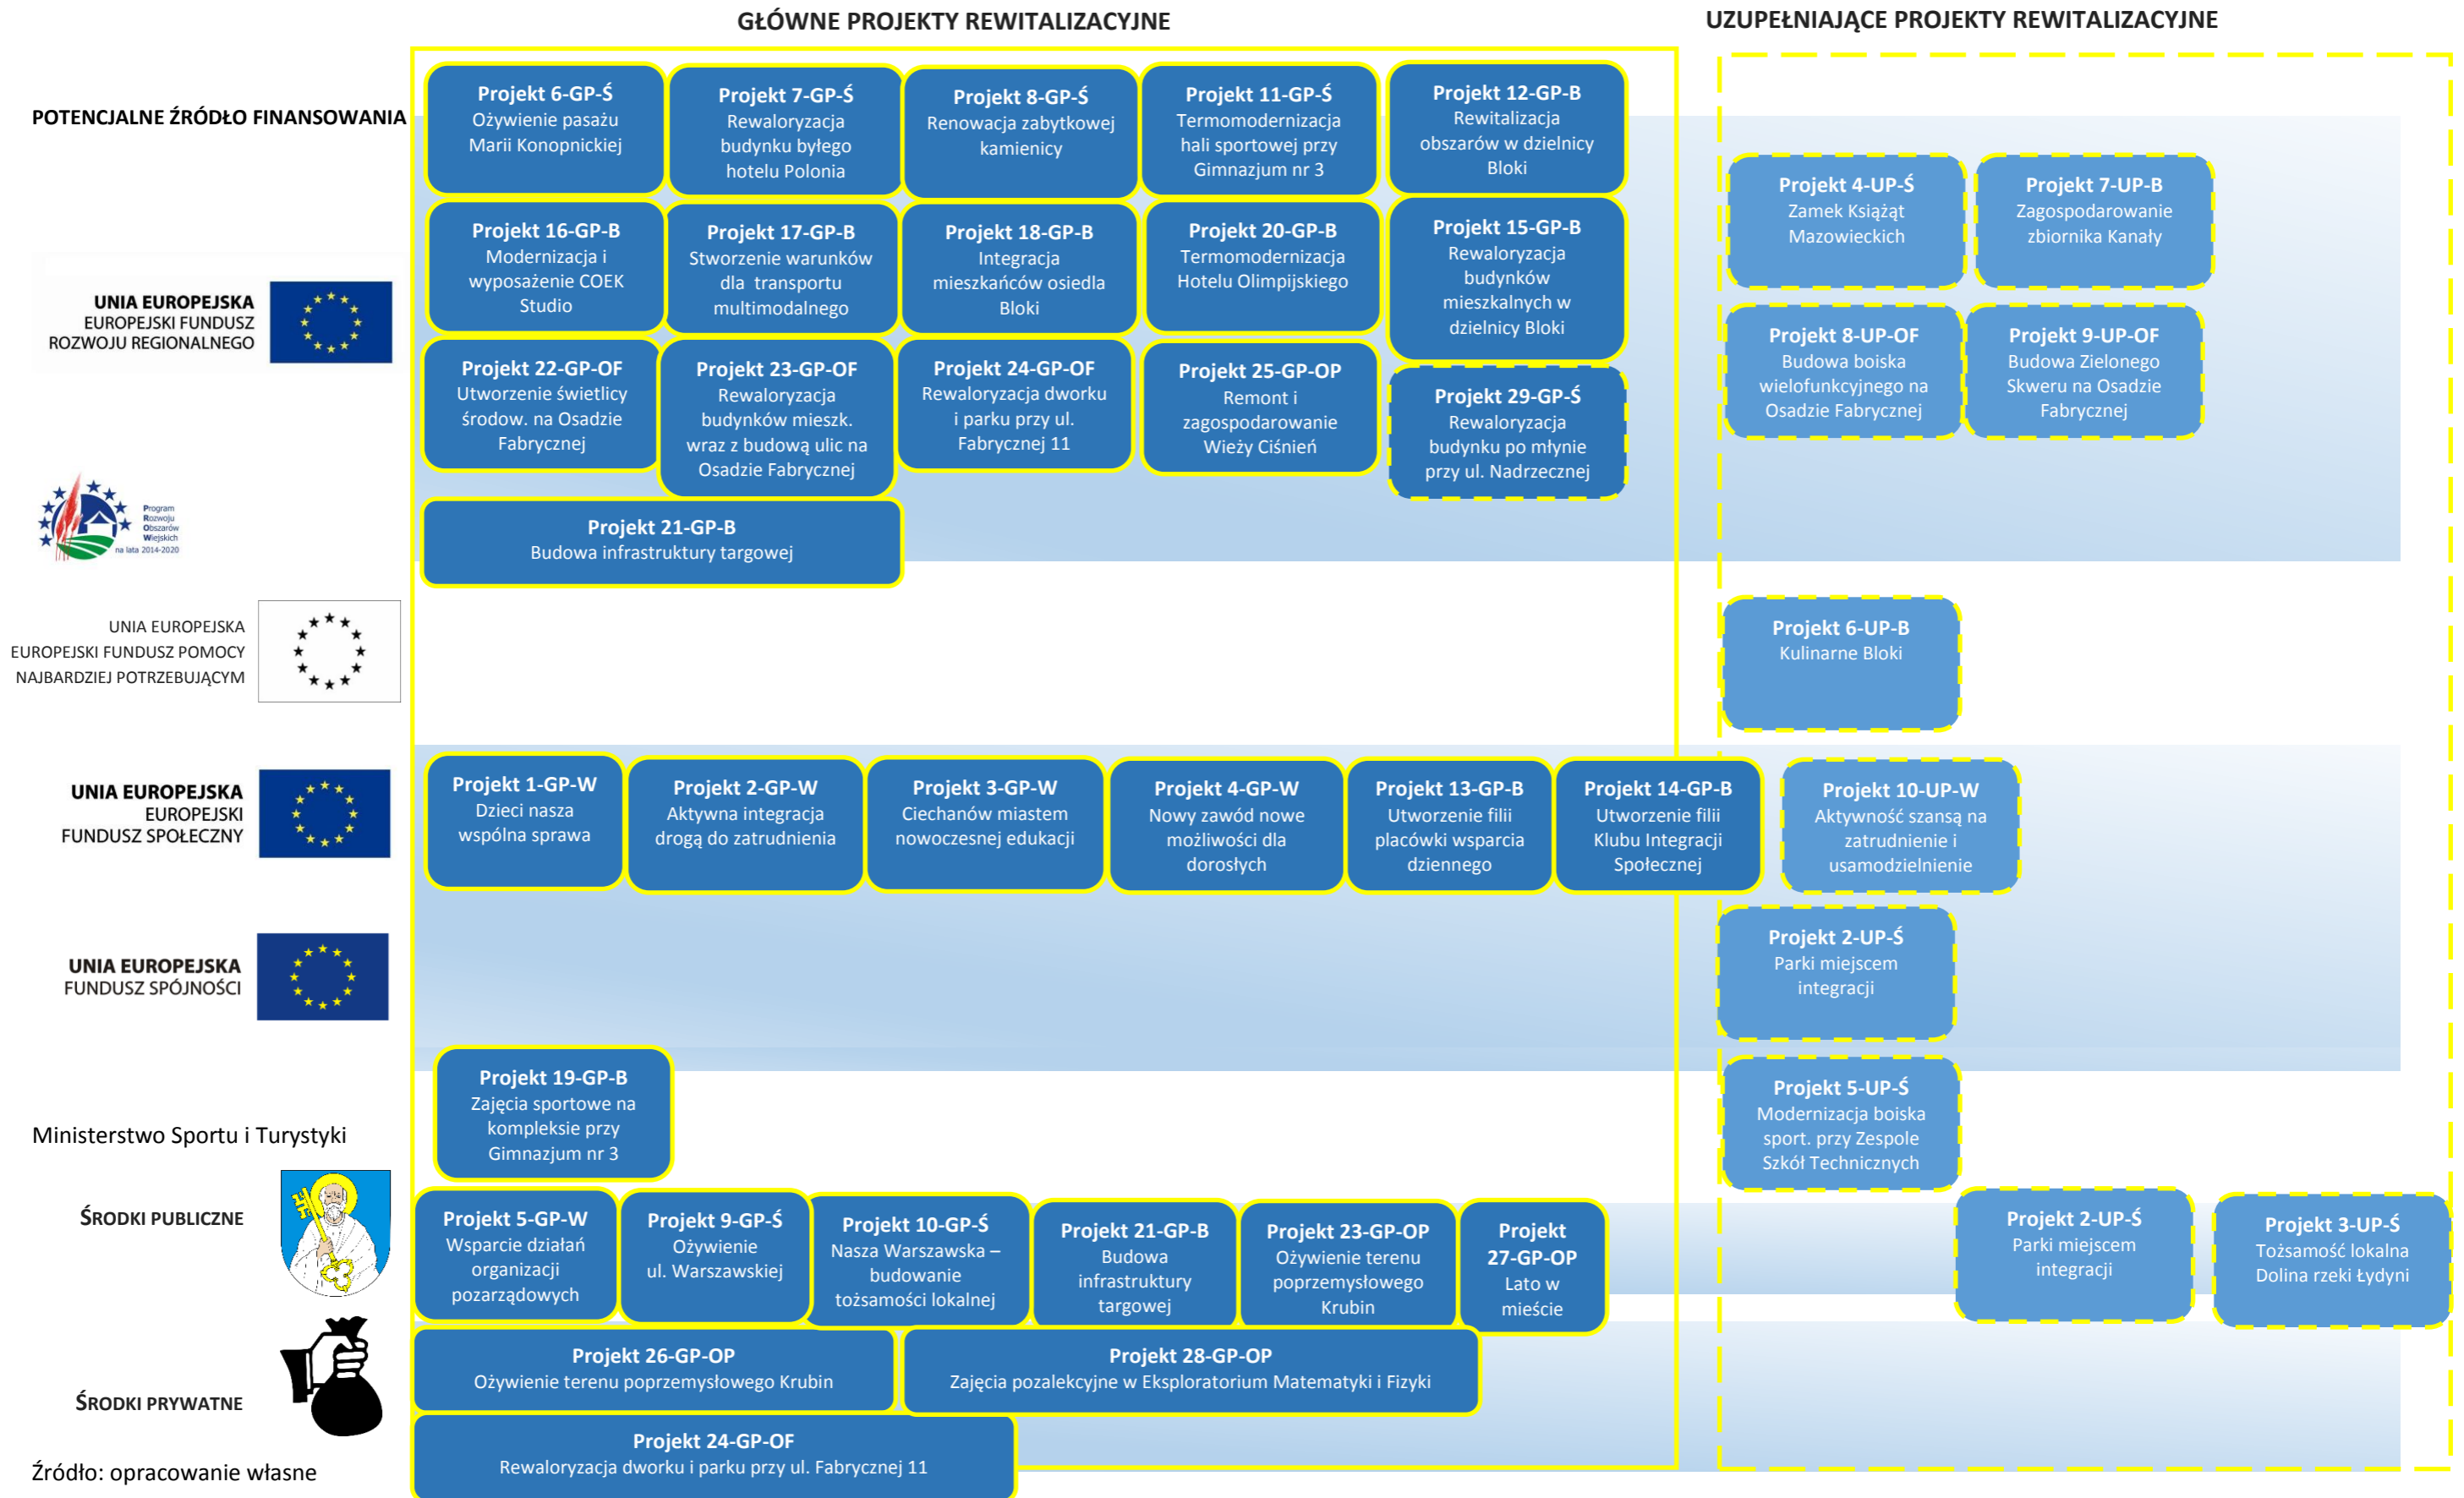 GŁÓWNE PROJEKTY REWITALIZACYJNE
UZUPEŁNIAJĄCE PROJEKTY REWITALIZACYJNE
POTENCJALNE ŹRÓDŁO FINANSOWANIA
Projekt 6-GP-Ś
Ożywienie pasażu
Marii Konopnickiej
Projekt 7-GP-Ś
Rewaloryzacja
budynku byłego
hotelu Polonia
Projekt 8-GP-Ś
Renowacja zabytkowej
kamienicy
Projekt 11-GP-Ś
Termomodernizacja
hali sportowej przy
Gimnazjum nr 3
Projekt 12-GP-B
Rewitalizacja
obszarów w dzielnicy
Bloki
Projekt 4-UP-Ś
Zamek Książąt
Mazowieckich
Projekt 7-UP-B
Zagospodarowanie
zbiornika Kanały
UNIA EUROPEJSKA
EUROPEJSKI FUNDUSZ
ROZWOJU REGIONALNEGO
Projekt 16-GP-B
Modernizacja i
wyposażenie COEK
Studio
Projekt 17-GP-B
Stworzenie warunków
dla transportu
multimodalnego
Projekt 18-GP-B
Integracja
mieszkańców osiedla
Bloki
Projekt 20-GP-B
Termomodernizacja
Hotelu Olimpijskiego
Projekt 15-GP-B
Rewaloryzacja
budynków
mieszkalnych w
dzielnicy Bloki
Projekt 8-UP-OF
Budowa boiska
wielofunkcyjnego na
Osadzie Fabrycznej
Projekt 9-UP-OF
Budowa Zielonego
Skweru na Osadzie
Fabrycznej
Projekt 22-GP-OF
Utworzenie świetlicy
środow. na Osadzie
Fabrycznej
Projekt 23-GP-OF
Rewaloryzacja
budynków mieszk.
wraz z budową ulic na
Osadzie Fabrycznej
Projekt 24-GP-OF
Rewaloryzacja dworku
i parku przy ul.
Fabrycznej 11
Projekt 25-GP-OP
Remont i
zagospodarowanie
Wieży Ciśnień
Projekt 29-GP-Ś
Rewaloryzacja
budynku po młynie
przy ul. Nadrzecznej
Program
Rozwoju
Obszarów
Wiejskich
na lata 2014-2020
Projekt 21-GP-B
Budowa infrastruktury targowej
UNIA EUROPEJSKA
EUROPEJSKI FUNDUSZ POMOCY
NAJBARDZIEJ POTRZEBUJĄCYM
Projekt 6-UP-B
Kulinarne Bloki
UNIA EUROPEJSKA
EUROPEJSKI
FUNDUSZ SPOŁECZNY
Projekt 1-GP-W
Dzieci nasza
wspólna sprawa
Projekt 2-GP-W
Aktywna integracja
drogą do zatrudnienia
Projekt 3-GP-W
Ciechanów miastem
nowoczesnej edukacji
Projekt 4-GP-W
Nowy zawód nowe
możliwości dla
dorosłych
Projekt 13-GP-B
Utworzenie filii
placówki wsparcia
dziennego
Projekt 14-GP-B
Utworzenie filii
Klubu Integracji
Społecznej
Projekt 10-UP-W
Aktywność szansą na
zatrudnienie i
usamodzielnienie
UNIA EUROPEJSKA
FUNDUSZ SPÓJNOŚCI
Projekt 2-UP-Ś
Parki miejscem
integracji
Ministerstwo Sportu i Turystyki
Projekt 19-GP-B
Zajęcia sportowe na
kompleksie przy
Gimnazjum nr 3
Projekt 5-UP-Ś
Modernizacja boiska
sport. przy Zespole
Szkół Technicznych
ŚRODKI PUBLICZNE
Projekt 5-GP-W
Wsparcie działań
organizacji
pozarządowych
Projekt 9-GP-Ś
Ożywienie
ul. Warszawskiej
Projekt 10-GP-Ś
Nasza Warszawska –
budowanie
tożsamości lokalnej
Projekt 21-GP-B
Budowa
infrastruktury
targowej
Projekt 23-GP-OP
Ożywienie terenu
poprzemysłowego
Krubin
Projekt
27-GP-OP
Lato w
mieście
Projekt 2-UP-Ś
Parki miejscem
integracji
Projekt 3-UP-Ś
Tożsamość lokalna
Dolina rzeki Łydyni
ŚRODKI PRYWATNE
Projekt 26-GP-OP
Ożywienie terenu poprzemysłowego Krubin
Projekt 28-GP-OP
Zajęcia pozalekcyjne w Eksploratorium Matematyki i Fizyki
Projekt 24-GP-OF
Rewaloryzacja dworku i parku przy ul. Fabrycznej 11
Źródło: opracowanie własne